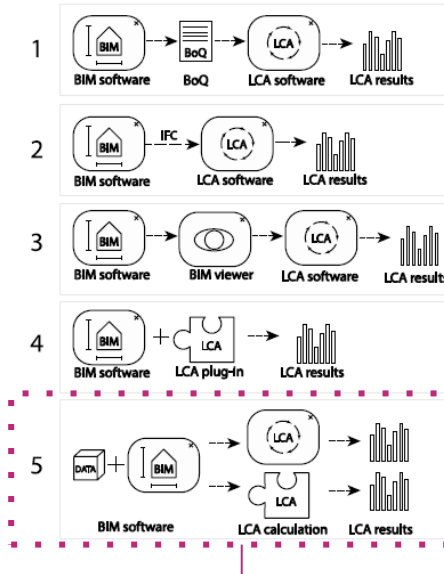 1
BIM
BoQ
LCA
BIM software BoQ LCA software LCA results
2
BIM
IFC
LCA
BIM software LCA software LCA results
3
BIM
LCA
BIM software BIM viewer LCA software LCA results
4
BIM
LCA
BIM software LCA plug-in LCA results
5
DATA
BIM
LCA
LCA
BIM software LCA calculation LCA results